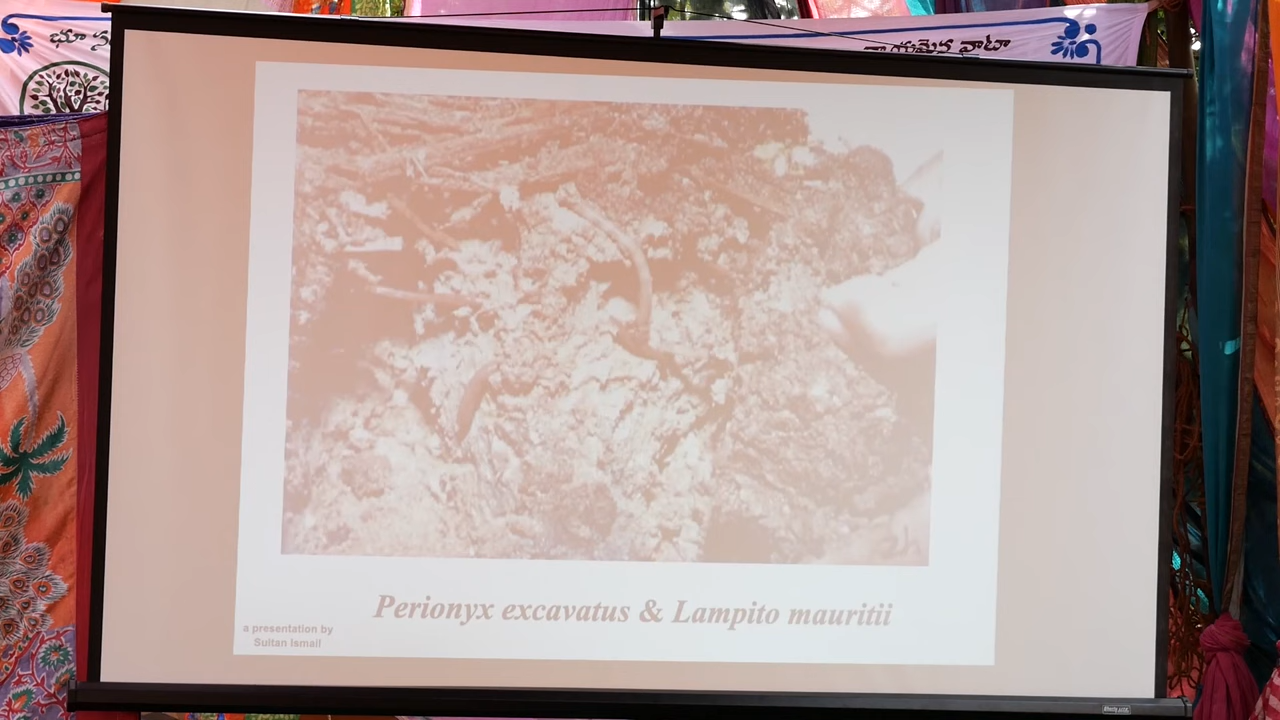 భూ
నాటా
Perionyx excavatus & Lampito mauritii
a presentation by
Sultan Ismail